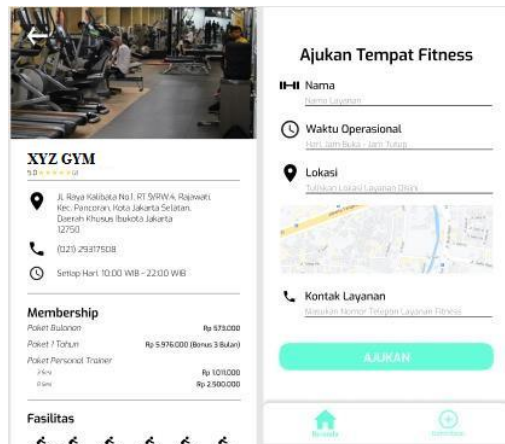 XYZ GYM
5.0
JL Raya Kalibata No.1, RT.9/RW.4, Rajawati,
Kec. Pancoran, Kota Jakarta Selatan,
Daerah Khusus Ibukota Jakarta
12750
(021) 29317508
Setiap Hari: 10:00 WIB - 22:00 WIB
Membership
Paket Bulanan Rp 573.000
Paket 1 Tahun Rp 5.976.000 (Bonus 3 Bulan)
Paket Personal Trainer
Rp 1.011.000
Rp 2.500.000
Fasilitas
Ajukan Tempat Fitness
Nama
Nama Layanan
Waktu Operasional
Hari, Jam Buka - Jam Tutup
Lokasi
Tuliskan Lokasi Layanan Disini
Kontak Layanan
Masukan Nomor Telepon Layanan Fitness
AJUKAN
Beranda